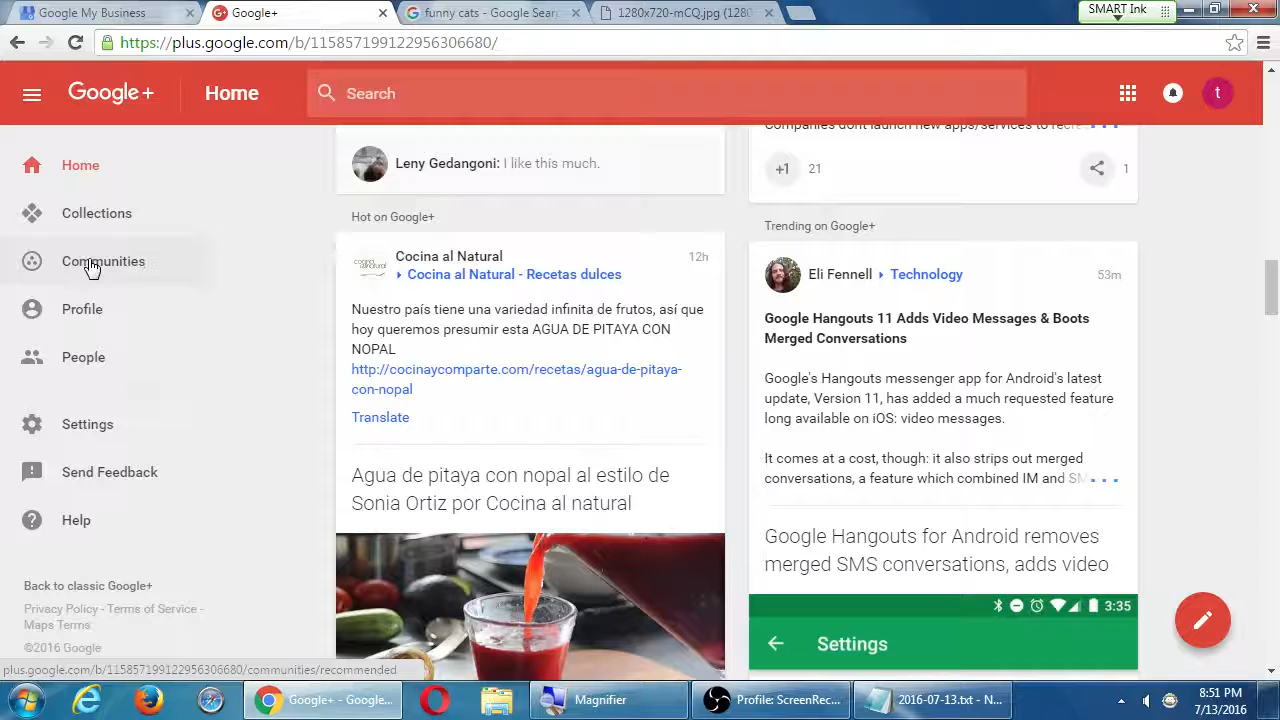 Google My Business
Google+
funny cats - Google Sear
1280x720-mCQ.jpg (1280
SMART Ink
https://plus.google.com/b/115857199122956306680/
Google+
Home
Search
t
Home
Collections
Communities
Profile
People
Settings
Send Feedback
Help
Back to classic Google+
Privacy Policy - Terms of Service -
Maps Terms
©2016 Google
plus.google.com/b/115857199122956306680/communities/recommended
Leny Gedangoni: I like this much.
Hot on Google+
Cocina al Natural
12h
Cocina al Natural - Recetas dulces
Nuestro país tiene una variedad infinita de frutos, así que
hoy queremos presumir esta AGUA DE PITAYA CON
NOPAL
http://cocinaycomparte.com/recetas/agua-de-pitaya-
con-nopal
Translate
Agua de pitaya con nopal al estilo de
Sonia Ortiz por Cocina al natural
Companies dont launch new apps/services to recre
+1
21
1
Trending on Google+
Eli Fennell
Technology
53m
Google Hangouts 11 Adds Video Messages & Boots
Merged Conversations
Google's Hangouts messenger app for Android's latest
update, Version 11, has added a much requested feature
long available on iOS: video messages.
It comes at a cost, though: it also strips out merged
conversations, a feature which combined IM and SM
Google Hangouts for Android removes
merged SMS conversations, adds video
3:35
Settings
Google+ - Google...
Magnifier
Profile: ScreenRec...
2016-07-13.txt - N...
8:51 PM
7/13/2016